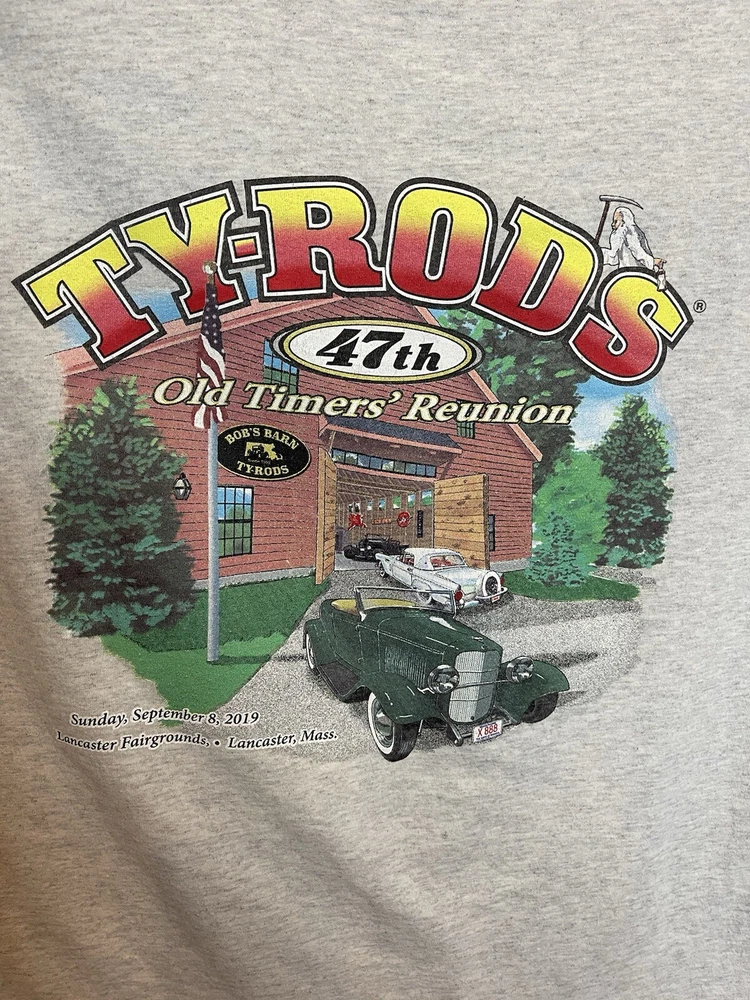 TY-RODS®
47th
Old Timers' Reunion
BOB'S BARN
TY-RODS
Sunday, September 8, 2019
Lancaster Fairgrounds, • Lancaster, Mass.
X 888